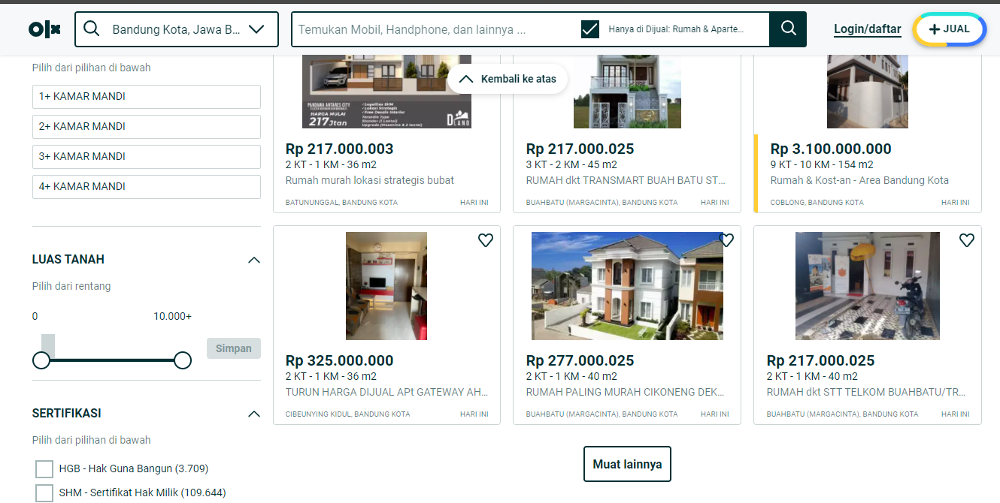 olx
Bandung Kota, Jawa B...
Temukan Mobil, Handphone, dan lainnya ...
Hanya di Dijual: Rumah & Aparte...
Login/daftar
JUAL
Pilih dari pilihan di bawah
1+ KAMAR MANDI
2+ KAMAR MANDI
3+ KAMAR MANDI
4+ KAMAR MANDI
LUAS TANAH
Pilih dari rentang
0
10.000+
Simpan
SERTIFIKASI
Pilih dari pilihan di bawah
HGB - Hak Guna Bangun (3.709)
SHM - Sertifikat Hak Milik (109.644)
Kembali ke atas
PANDAWA ANTARES CITY
HARGA MULAI
217Jtan
Legalitas SHM
Lokasi Strategis
Free Desain Interior
Tersedia Type
Standar (1 Lantai)
Upgrade (Mezanine & 2 lantai)
D LAND
Rp 217.000.003
2 KT - 1 KM - 36 m2
Rumah murah lokasi strategis bubat
BATUNUNGGAL, BANDUNG KOTA
HARI INI
Rp 217.000.025
3 KT - 2 KM - 45 m2
RUMAH dkt TRANSMART BUAH BATU ST...
BUAHBATU (MARGACINTA), BANDUNG KOTA
HARI INI
Rp 3.100.000.000
9 KT - 10 KM - 154 m2
Rumah & Kost-an - Area Bandung Kota
COBLONG, BANDUNG KOTA
HARI INI
Rp 325.000.000
2 KT - 1 KM - 36 m2
TURUN HARGA DIJUAL APt GATEWAY AH...
CIBEUNYING KIDUL, BANDUNG KOTA
HARI INI
Rp 277.000.025
2 KT - 1 KM - 40 m2
RUMAH PALING MURAH CIKONENG DEK...
BUAHBATU (MARGACINTA), BANDUNG KOTA
HARI INI
Rp 217.000.025
2 KT - 1 KM - 40 m2
RUMAH dkt STT TELKOM BUAHBATU/TR...
BUAHBATU (MARGACINTA), BANDUNG KOTA
HARI INI
Muat lainnya